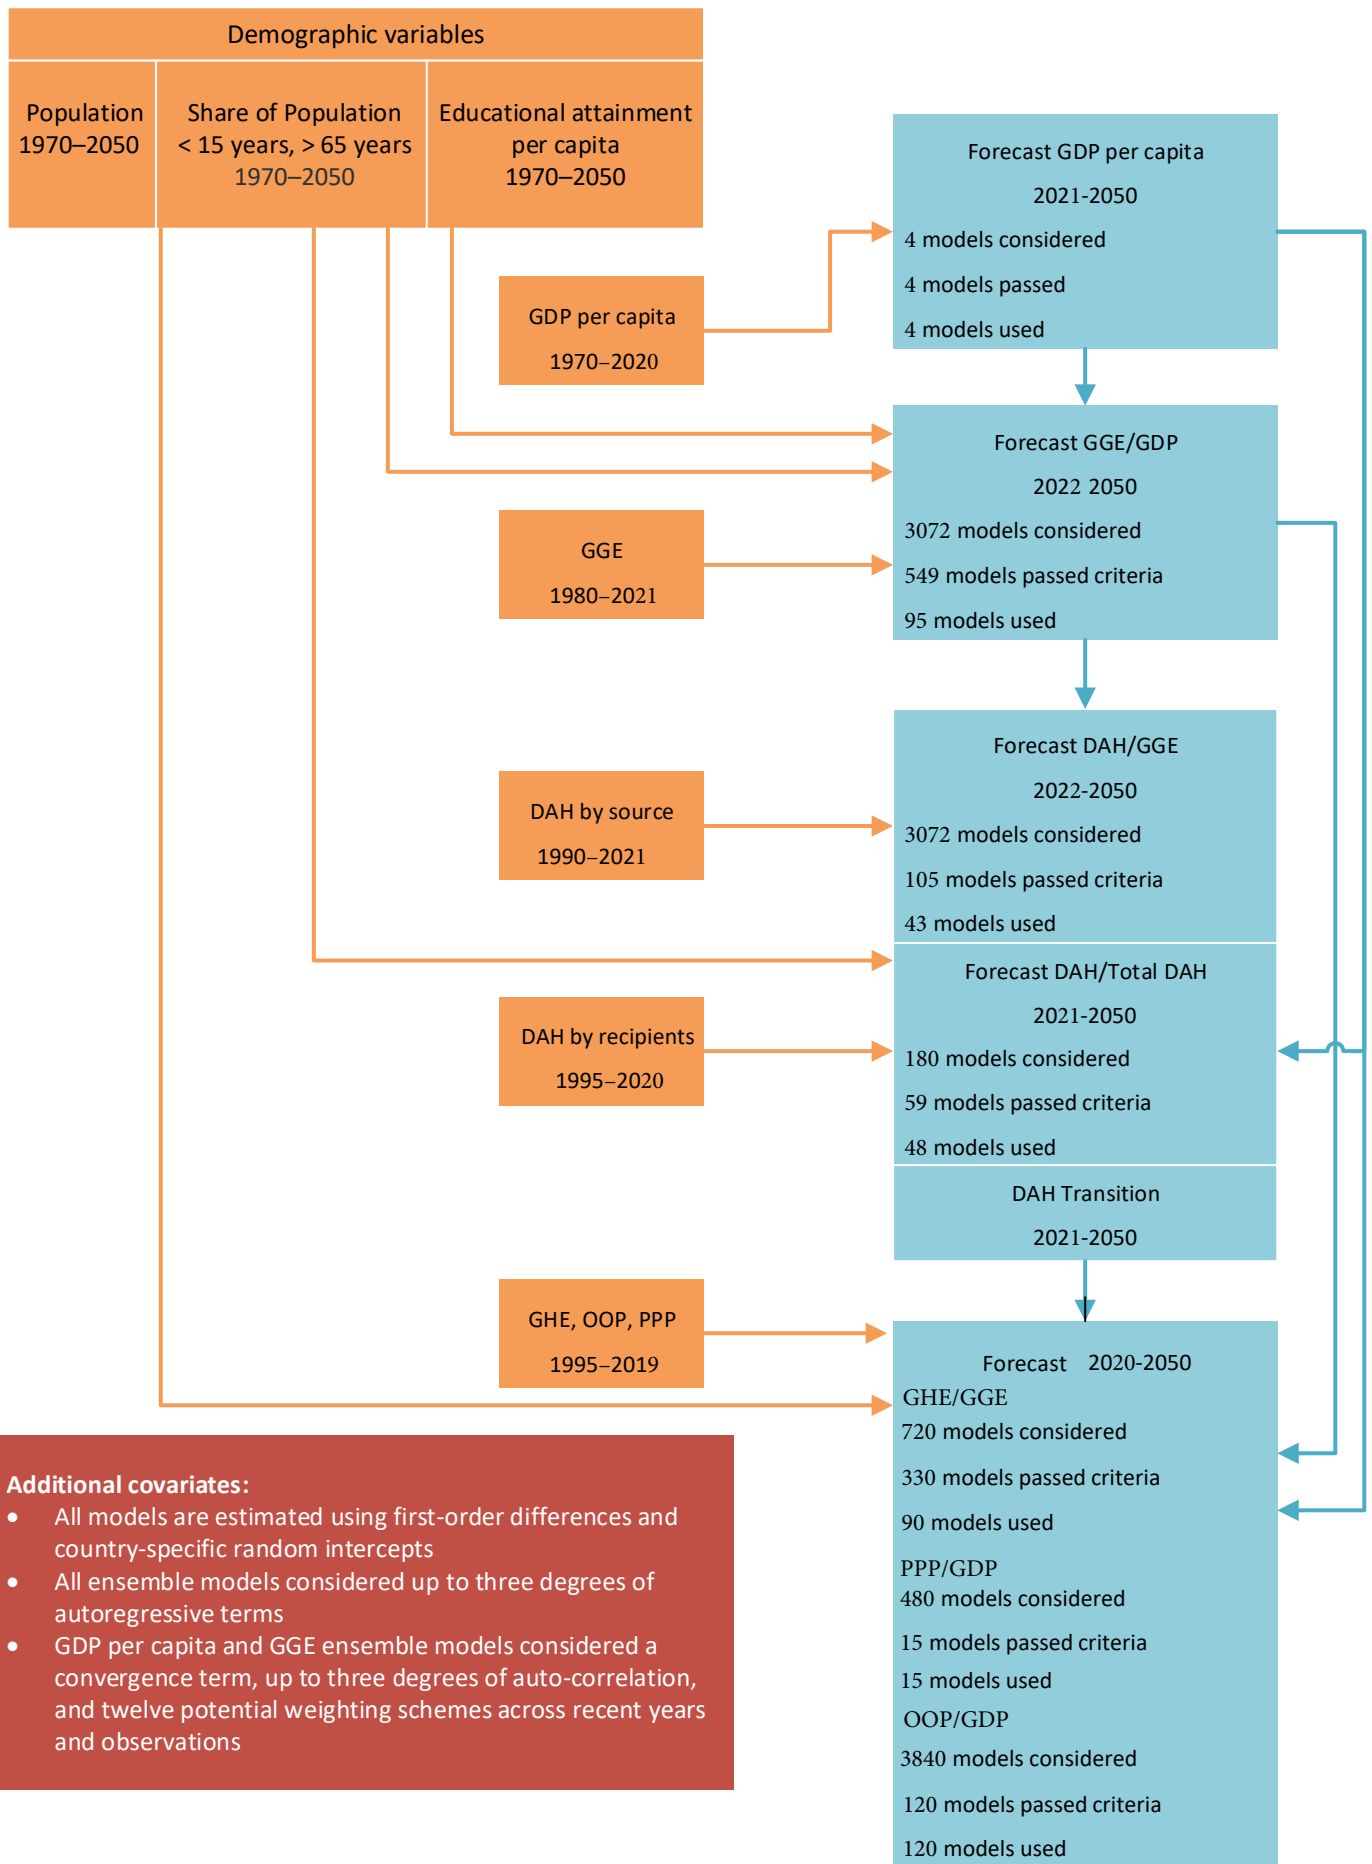 Demographic variables
Population
1970–2050
Share of Population
< 15 years, > 65 years
1970–2050
Educational attainment
per capita
1970–2050
Forecast GDP per capita
2021-2050
4 models considered
4 models passed
4 models used
GDP per capita
1970–2020
Forecast GGE/GDP
2022 2050
3072 models considered
549 models passed criteria
95 models used
GGE
1980–2021
Forecast DAH/GGE
2022-2050
3072 models considered
105 models passed criteria
43 models used
DAH by source
1990–2021
Forecast DAH/Total DAH
2021-2050
180 models considered
59 models passed criteria
48 models used
DAH by recipients
1995–2020
DAH Transition
2021-2050
GHE, OOP, PPP
1995–2019
Forecast 2020-2050
GHE/GGE
720 models considered
330 models passed criteria
90 models used
PPP/GDP
480 models considered
15 models passed criteria
15 models used
OOP/GDP
3840 models considered
120 models passed criteria
120 models used
Additional covariates:
• All models are estimated using first-order differences and
country-specific random intercepts
• All ensemble models considered up to three degrees of
autoregressive terms
• GDP per capita and GGE ensemble models considered a
convergence term, up to three degrees of auto-correlation,
and twelve potential weighting schemes across recent years
and observations